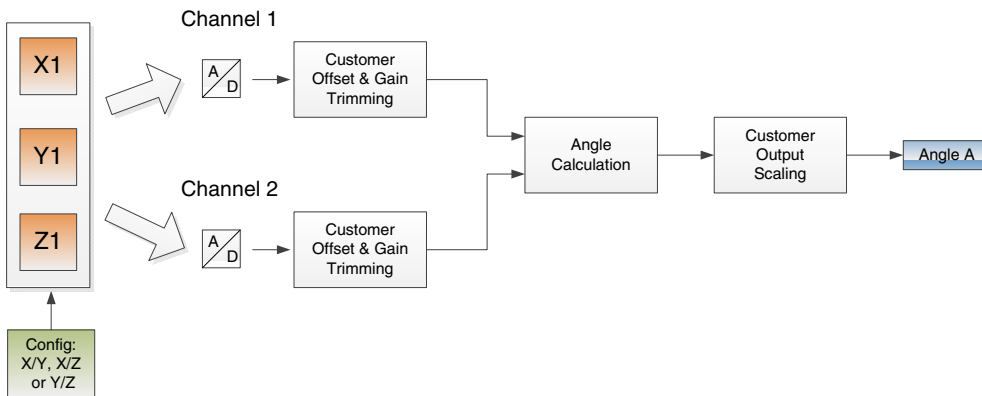 Channel 1
X1
A
D
Customer
Offset & Gain
Trimming
Y1
Angle
Calculation
Customer
Output
Scaling
Angle A
Channel 2
Z1
A
D
Customer
Offset & Gain
Trimming
Config:
X/Y, X/Z
or Y/Z